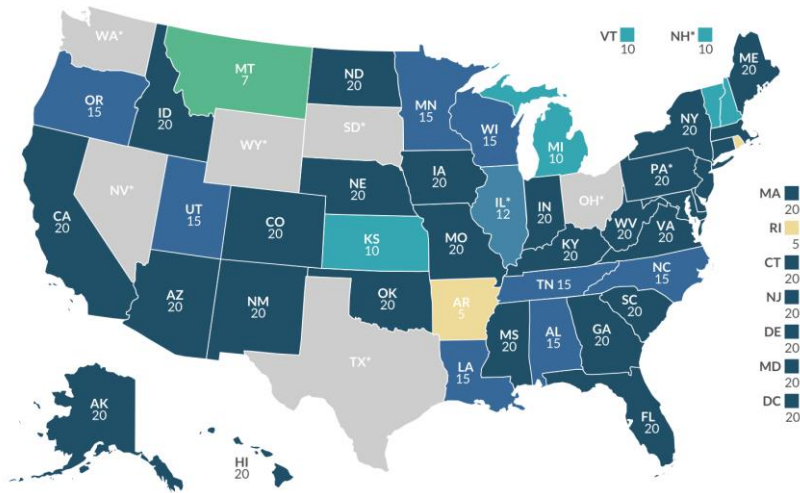 WA*
VT
10
NH*
10
ME
20
MT
7
ND
20
MN
15
OR
15
ID
20
WI
15
NY
20
SD*
WY*
MI
10
PA*
20
IA
20
NE
20
NV*
IL*
12
OH*
IN
20
MA
20
UT
15
CA
20
CO
20
WV
20
VA
20
RI
5
KS
10
MO
20
KY
20
CT
20
NC
15
TN 15
NJ
20
AZ
20
NM
20
OK
20
AR
5
SC
20
DE
20
MS
20
AL
15
GA
20
MD
20
TX*
LA
15
DC
20
AK
20
FL
20
HI
20